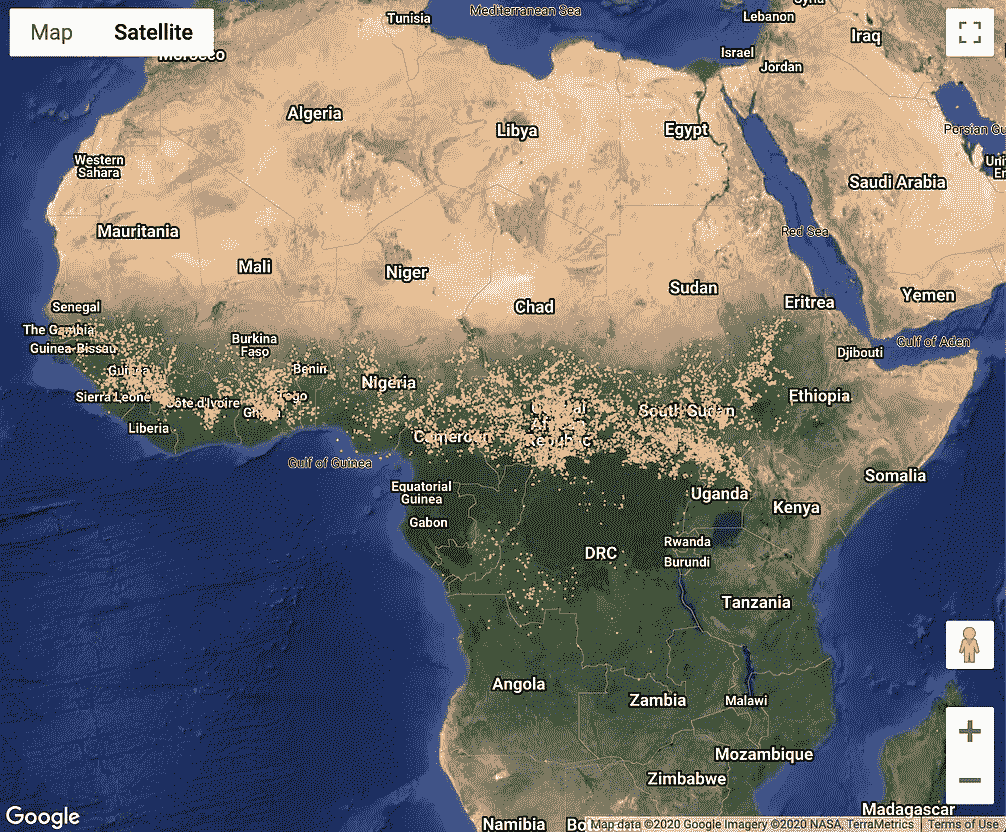 Map
Satellite
Tunisia
Mediterranean Sea
Lebanon
Syria
Iraq
Israel
Jordan
Morocco
Algeria
Libya
Egypt
Persian Gu
Western
Sahara
Saudi Arabia
Mauritania
Red Sea
Mali
Niger
Sudan
Chad
Senegal
Eritrea
Yemen
The Gambia
Guinea-Bissau
Burkina
Faso
Gulf of Aden
Djibouti
Guinea
Benin
Nigeria
Sierra Leone
Côte d'Ivoire
Togo
Ghana
Ethiopia
Central
African
Republic
South Sudan
Liberia
Cameroon
Gulf of Guinea
Somalia
Equatorial
Guinea
Uganda
Kenya
Gabon
Rwanda
DRC
Burundi
Tanzania
Angola
Zambia
Malawi
Mozambique
Zimbabwe
Madagascar
Google
Namibia
Map data ©2020 Google Imagery ©2020 NASA, TerraMetrics
Terms of Use